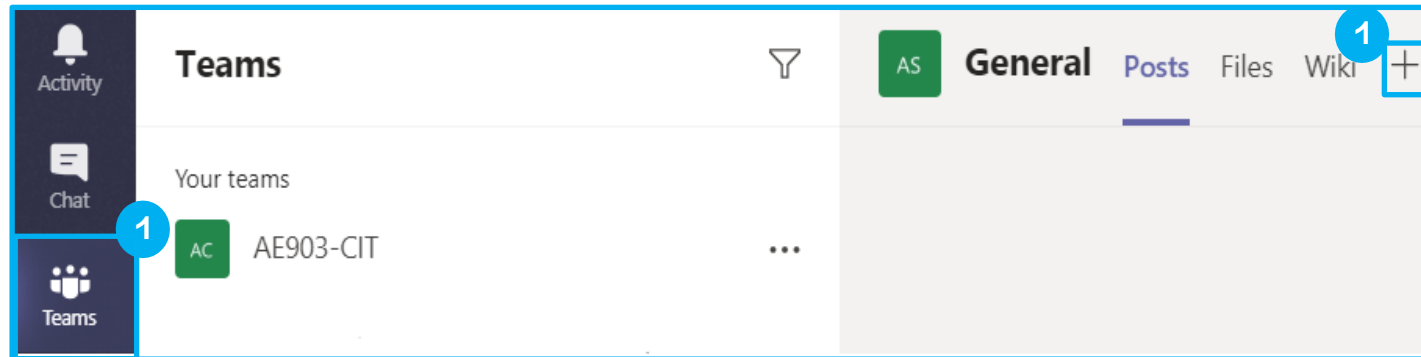 Activity
Chat
1
Teams
Teams
Your teams
AC AE903-CIT
AS General Posts Files Wiki +
1